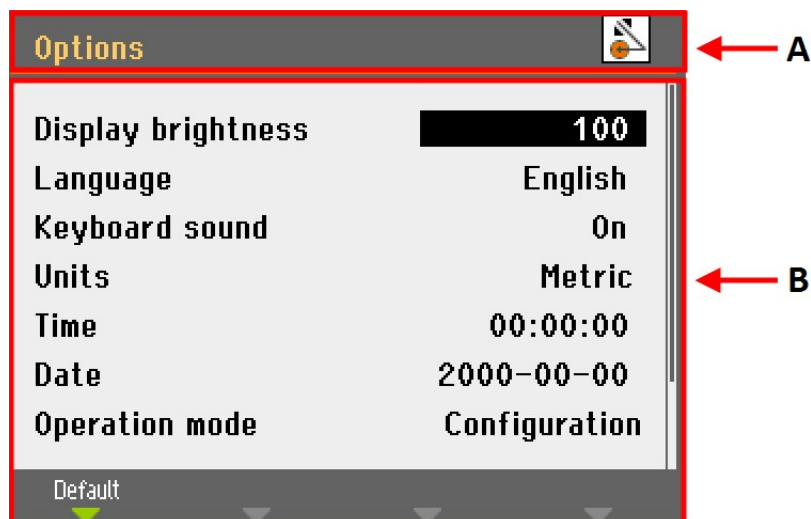 Options
A
Display brightness 100
Language English
Keyboard sound On
Units Metric
B
Time 00:00:00
Date 2000-00-00
Operation mode Configuration
Default